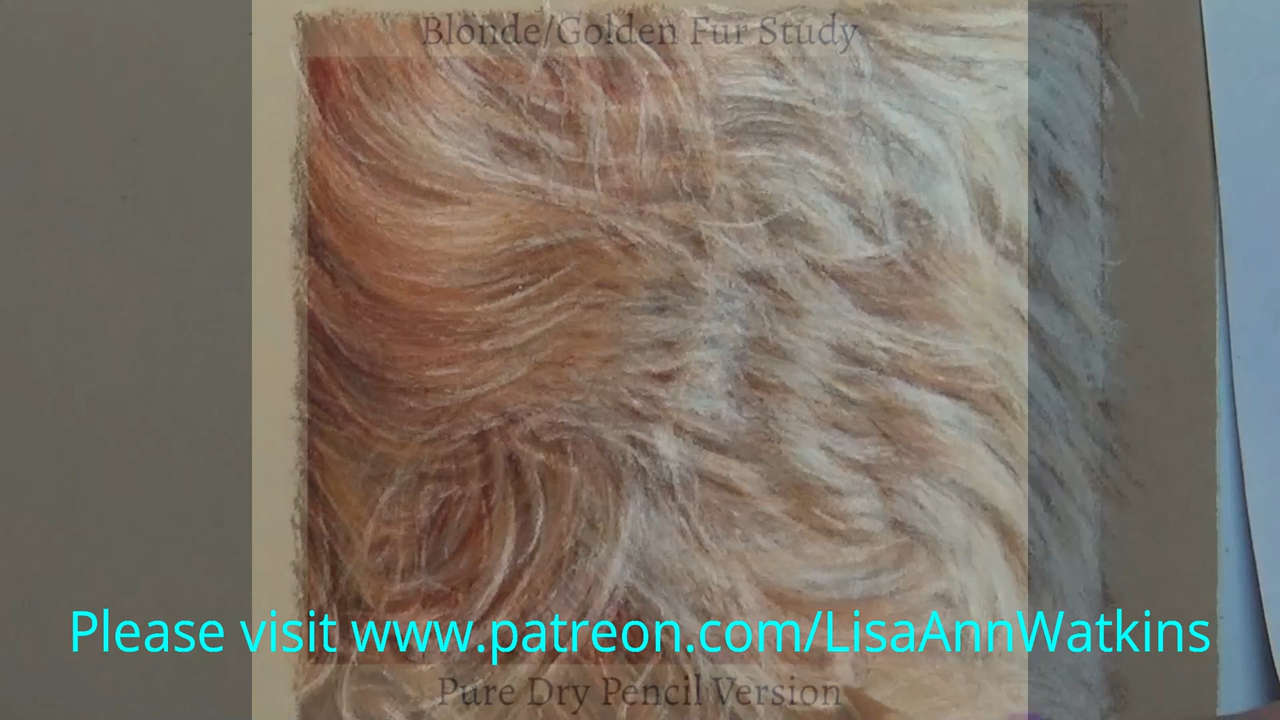 Blonde/Golden Fur Study
Please visit www.patreon.com/LisaAnnWatkins
Pure Dry Pencil Version